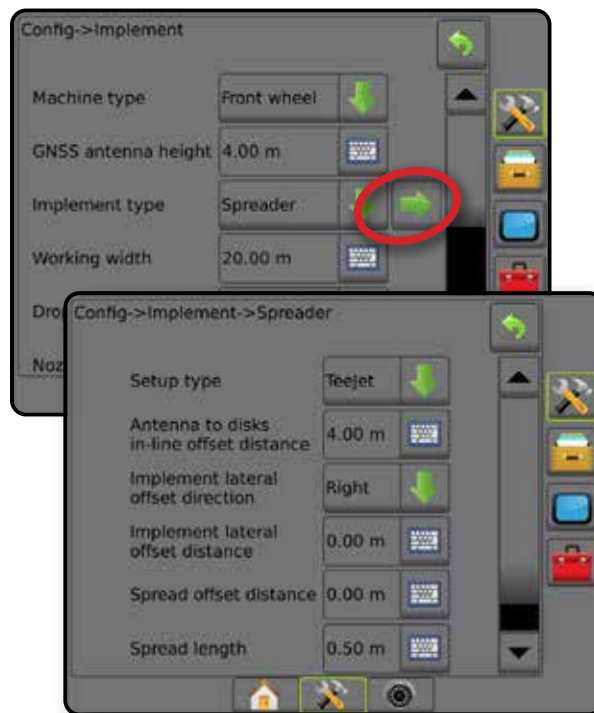 Config->Implement
Machine type Front wheel
GNSS antenna height 4.00 m
Implement type Spreader
Working width 20.00 m
Config->Implement->Spreader
Setup type TeeJet
Antenna to disks
in-line offset distance 4.00 m
Implement lateral
offset direction Right
Implement lateral
offset distance 0.00 m
Spread offset distance 0.00 m
Spread length 0.50 m